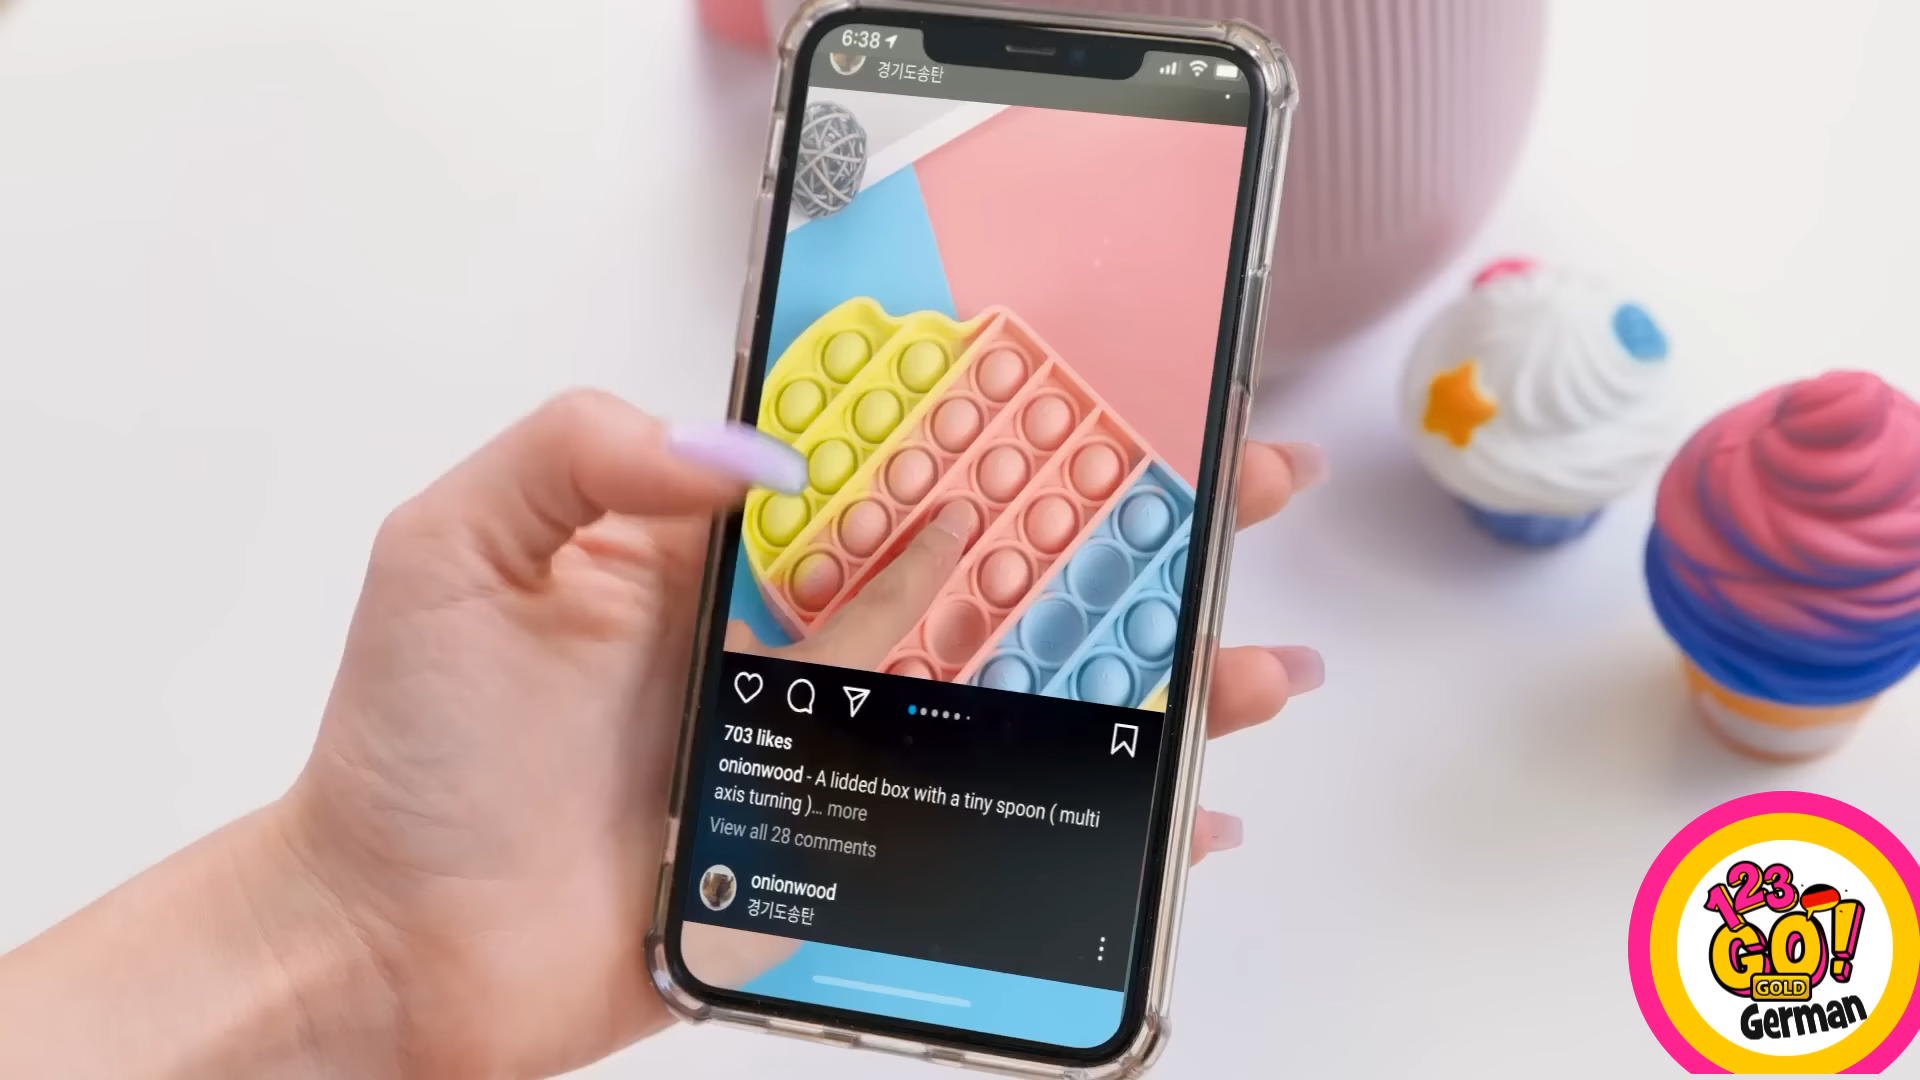 6:38
경기도송탄
703 likes
onionwood - A lidded box with a tiny spoon ( multi
axis turning )... more
View all 28 comments
onionwood
경기도송탄
123
GO!
GOLD
German